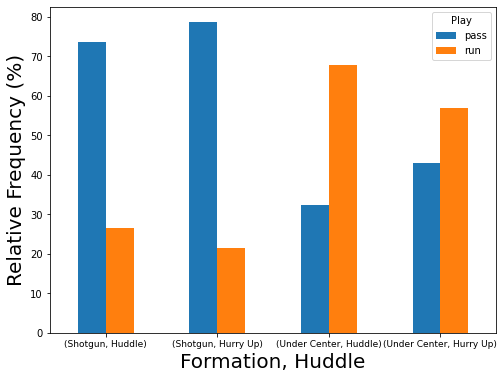 80
70
60
50
40
30
20
10
0
Relative Frequency (%)
Play
pass
run
(Shotgun, Huddle)
(Shotgun, Hurry Up)
(Under Center, Huddle)
(Under Center, Hurry Up)
Formation, Huddle